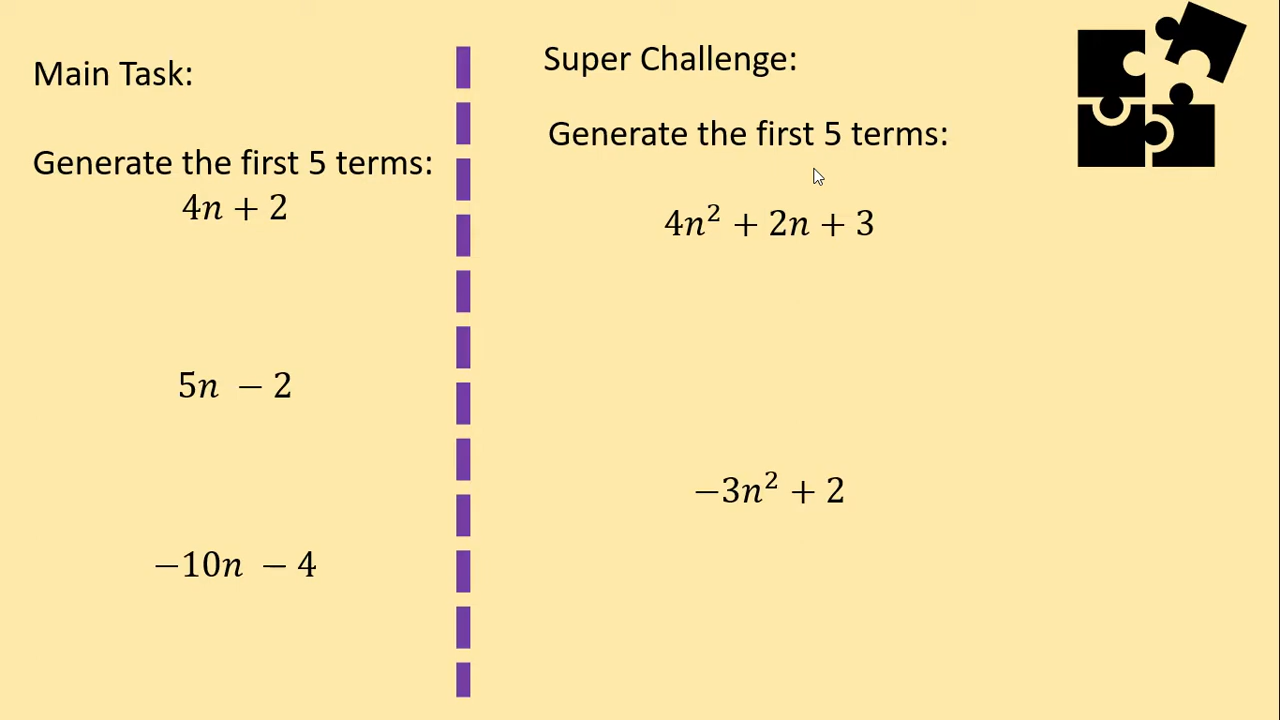 Main Task:
Generate the first 5 terms:
4n + 2
5n − 2
−10n − 4
Super Challenge:
Generate the first 5 terms:
4n² + 2n + 3
−3n² + 2